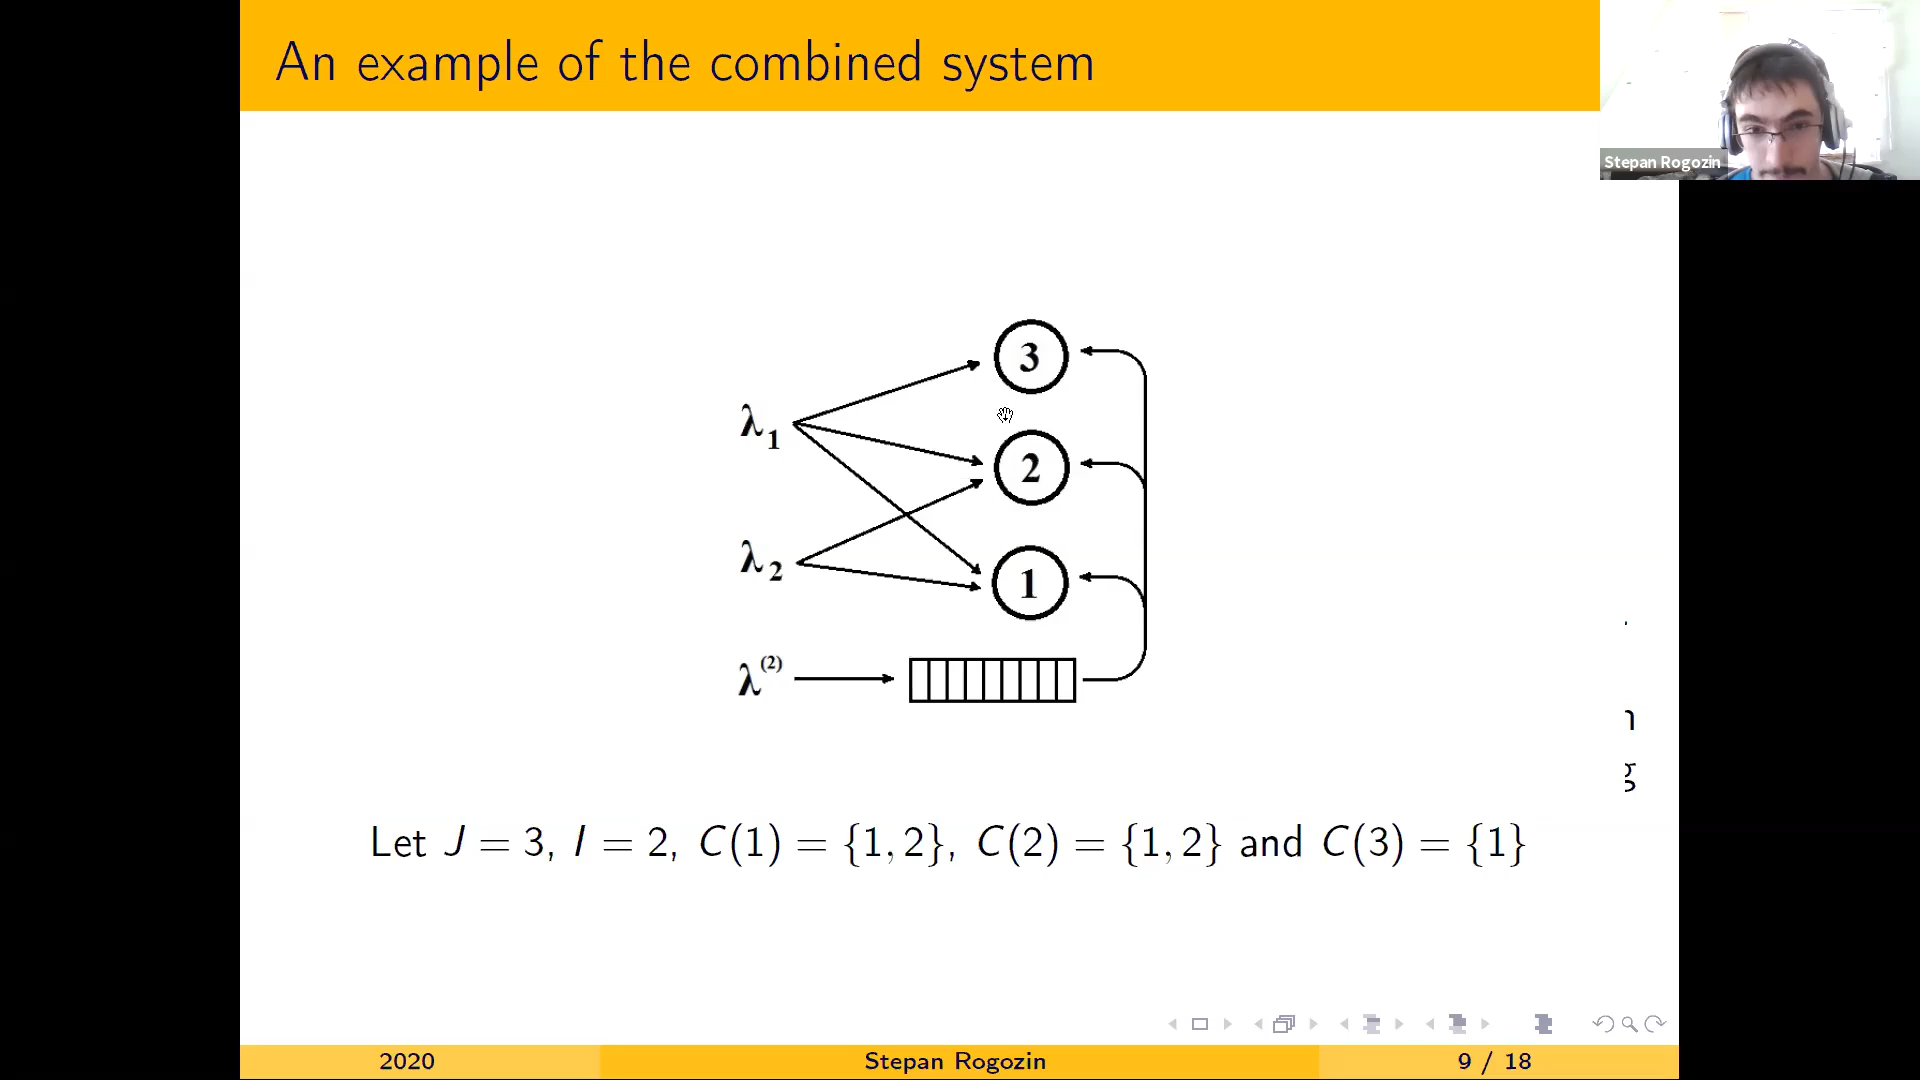 An example of the combined system
Stepan Rogozin
3
λ₁
2
λ₂
1
λ⁽²⁾
n
g
Let J = 3, I = 2, C(1) = {1, 2}, C(2) = {1, 2} and C(3) = {1}
2020 Stepan Rogozin 9 / 18